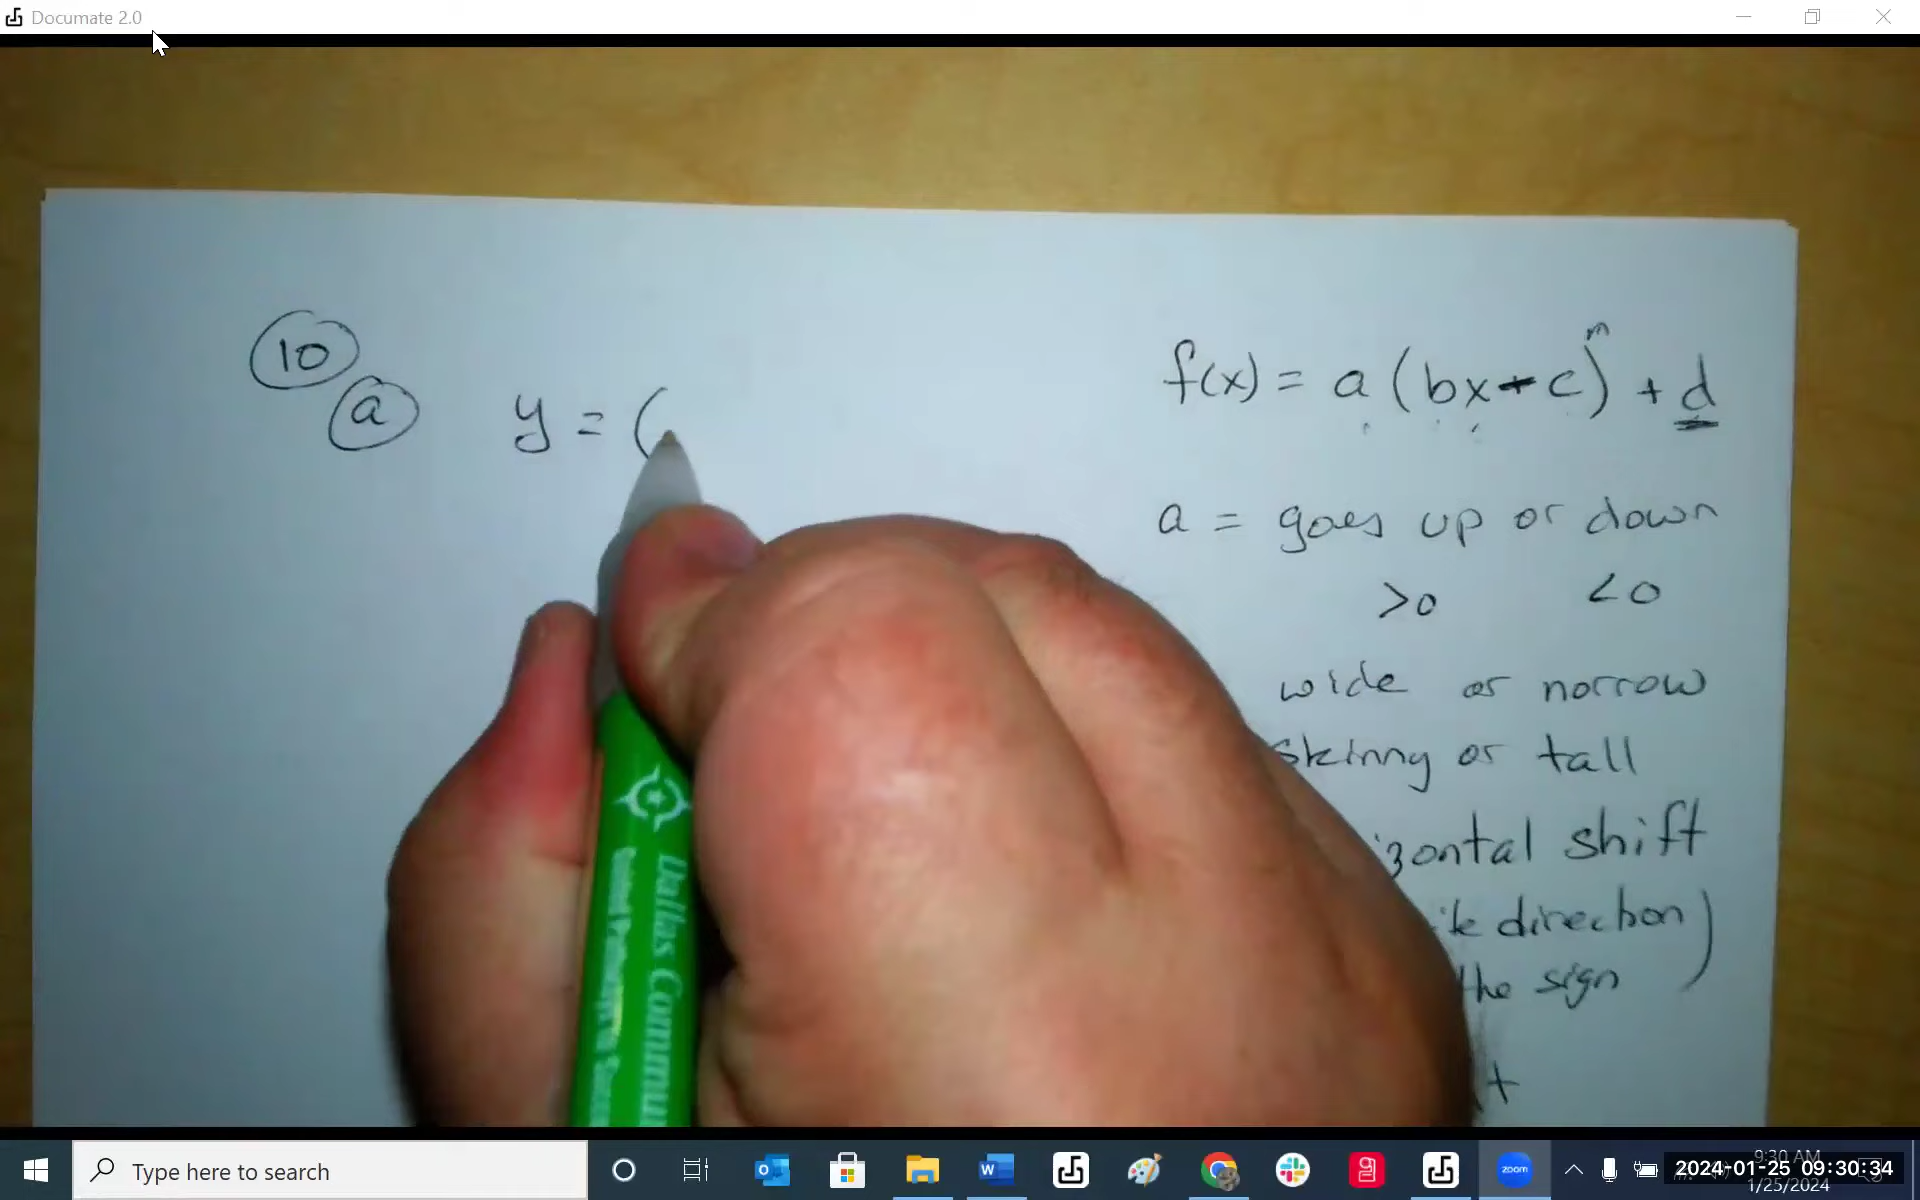 Documate 2.0
10
a y = (
f(x) = a (bx+c)^n + d
a = goes up or down
>0 <0
wide or norrow
skinny or tall
zontal shift
direction)
the sign
Dallas Commu
Type here to search
W
zoom
9:30 AM
2024-01-25 09:30:34
1/25/2024